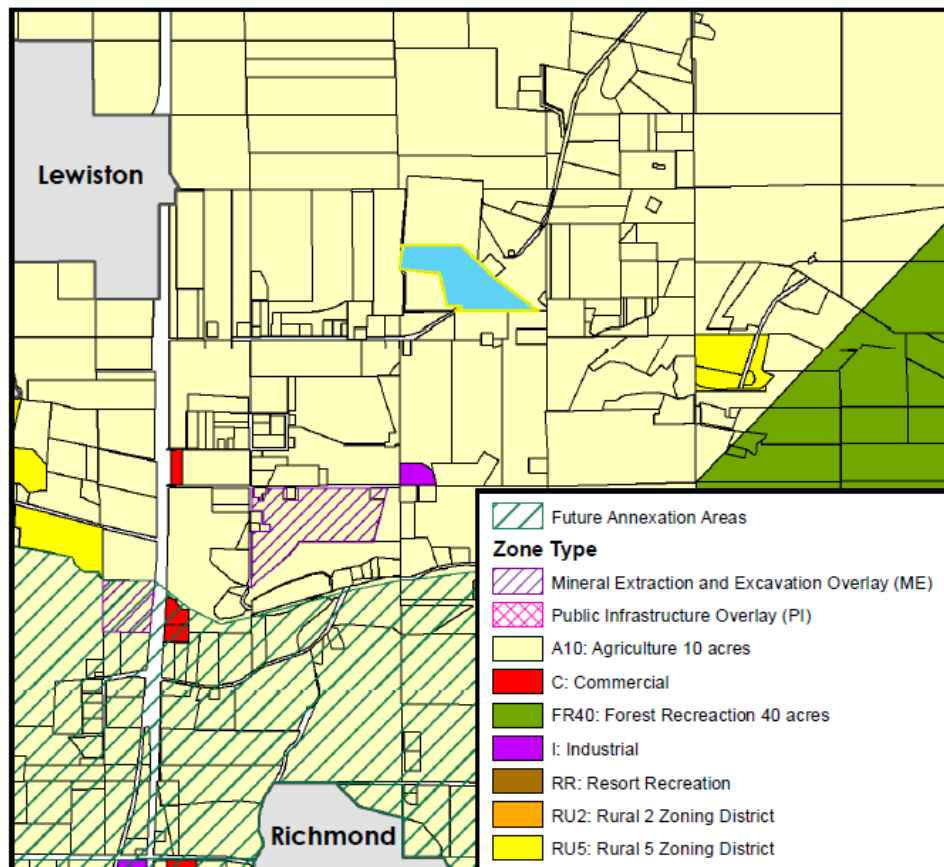 Lewiston
Future Annexation Areas
Zone Type
Mineral Extraction and Excavation Overlay (ME)
Public Infrastructure Overlay (PI)
A10: Agriculture 10 acres
C: Commercial
FR40: Forest Recreaction 40 acres
I: Industrial
RR: Resort Recreation
RU2: Rural 2 Zoning District
RU5: Rural 5 Zoning District
Richmond